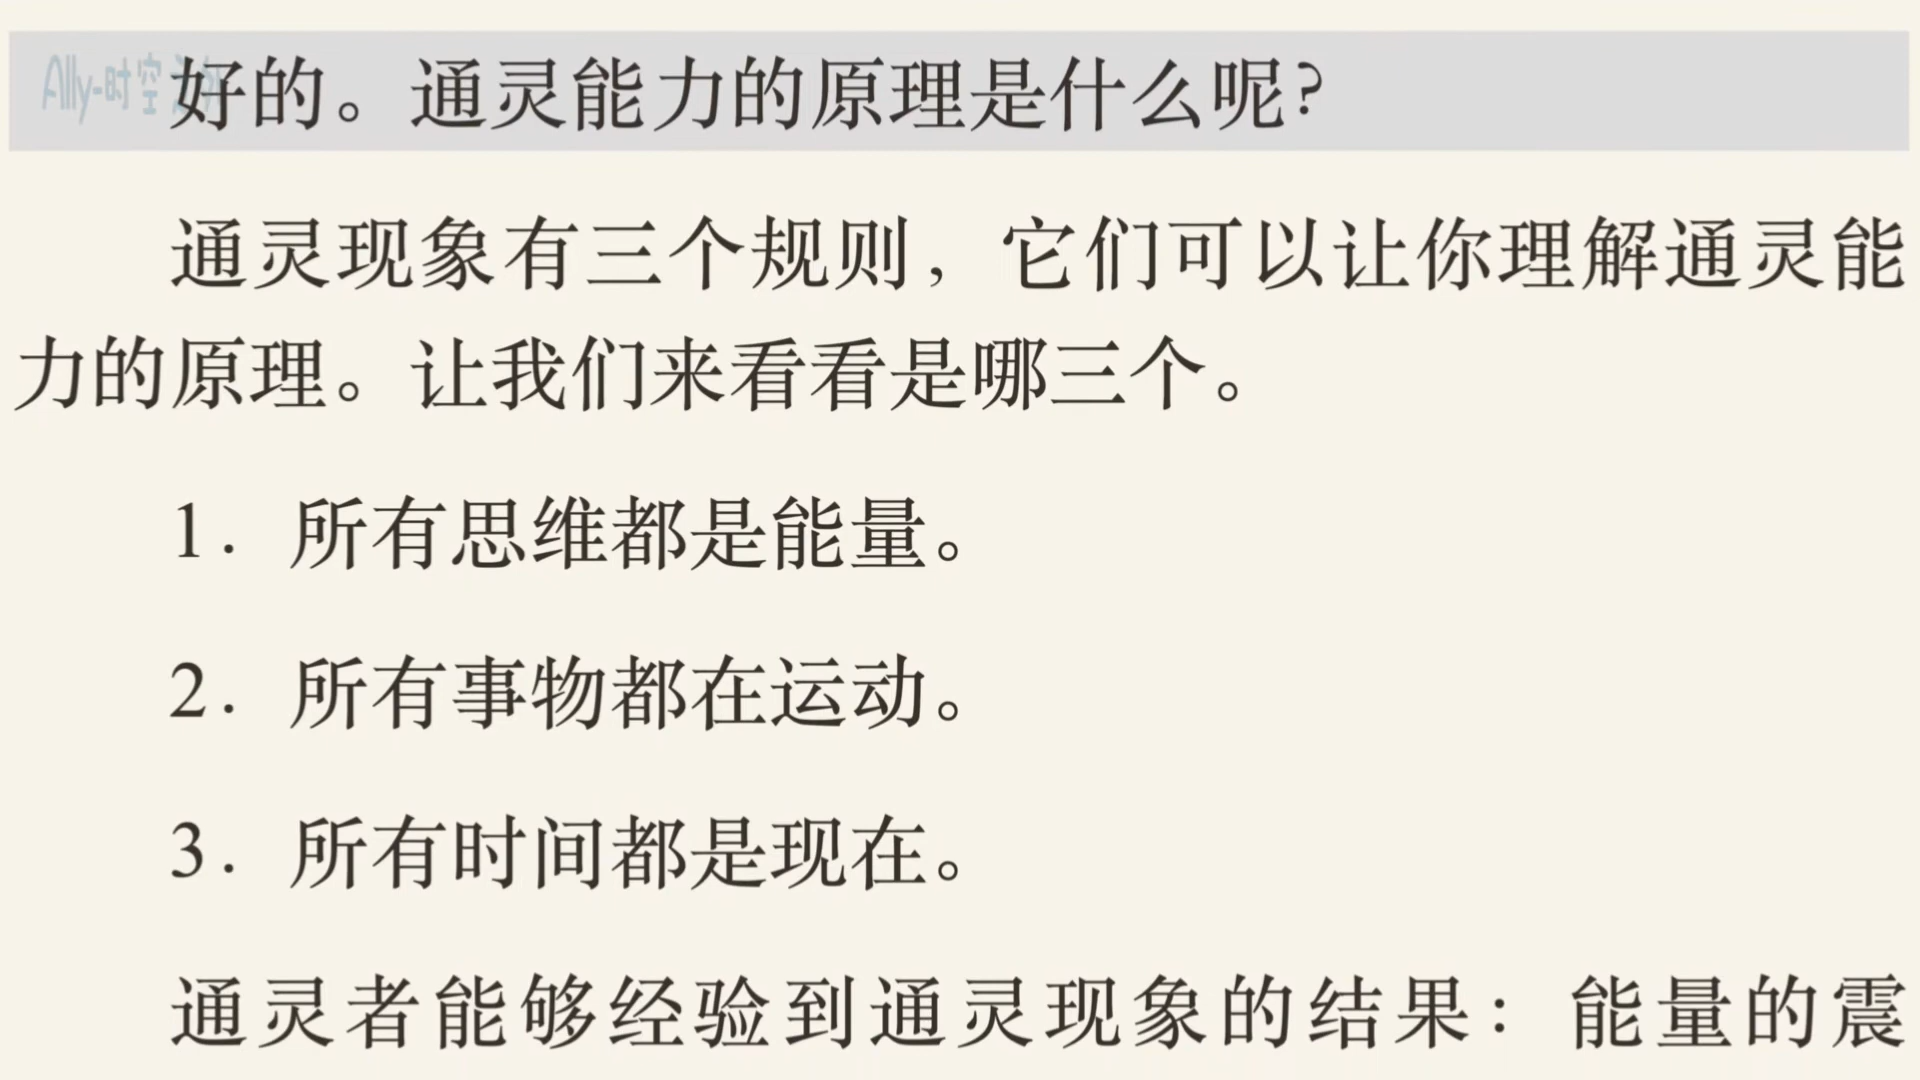 好的。通灵能力的原理是什么呢？
通灵现象有三个规则，它们可以让你理解通灵能
力的原理。让我们来看看是哪三个。
1. 所有思维都是能量。
2. 所有事物都在运动。
3. 所有时间都是现在。
通灵者能够经验到通灵现象的结果：能量的震
Ally-时空